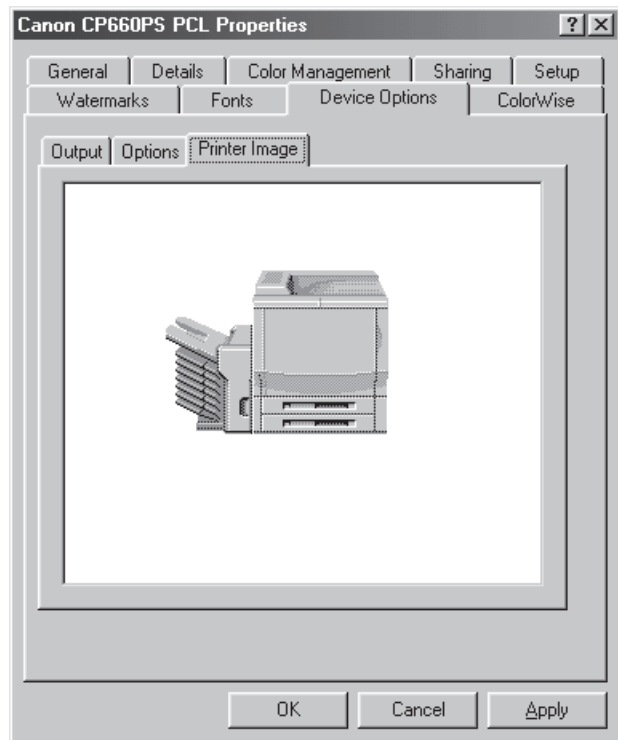 Canon CP660PS PCL Properties
General Details Color Management Sharing Setup
Watermarks Fonts Device Options ColorWise
Output Options Printer Image
OK Cancel Apply